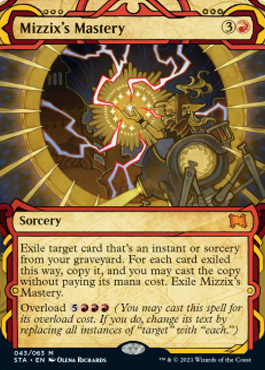 Mizzix's Mastery 3
Sorcery
Exile target card that's an instant or sorcery
from your graveyard. For each card exiled
this way, copy it, and you may cast the copy
without paying its mana cost. Exile Mizzix's
Mastery.
Overload 5 (You may cast this spell for
its overload cost. If you do, change its text by
replacing all instances of "target" with "each.")
043/063 M
STA • EN Olena Richards
™ & © 2021 Wizards of the Coast